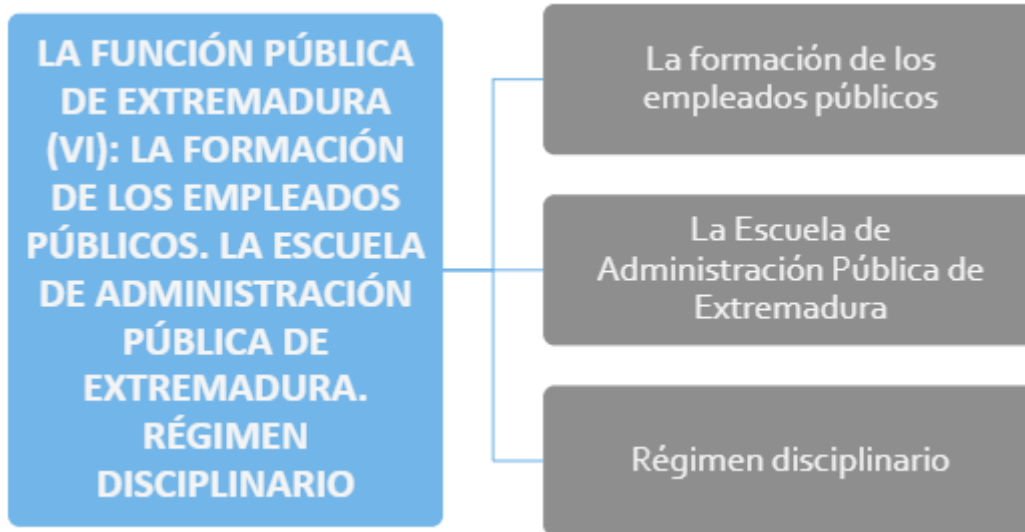 LA FUNCIÓN PÚBLICA
DE EXTREMADURA
(VI): LA FORMACIÓN
DE LOS EMPLEADOS
PÚBLICOS. LA ESCUELA
DE ADMINISTRACIÓN
PÚBLICA DE
EXTREMADURA.
RÉGIMEN
DISCIPLINARIO
La formación de los
empleados públicos
La Escuela de
Administración Pública de
Extremadura
Régimen disciplinario